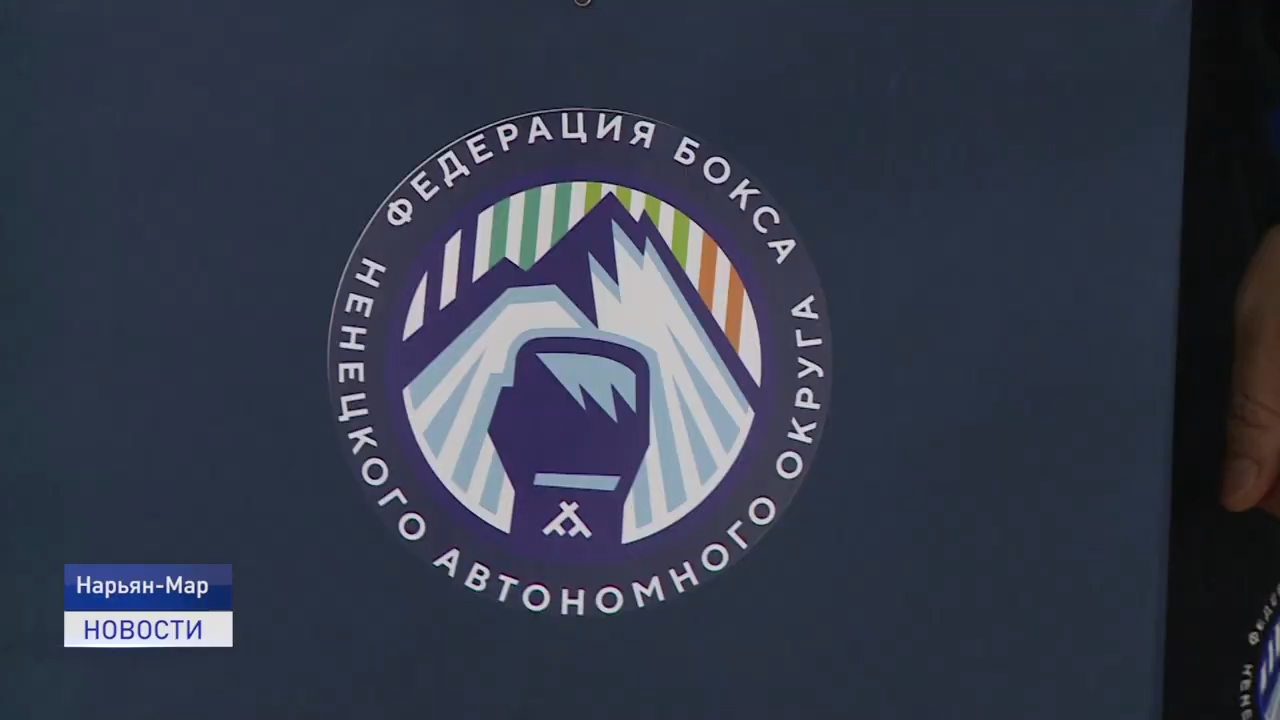 ФЕДЕРАЦИЯ БОКСА
НЕНЕЦКОГО АВТОНОМНОГО ОКРУГА
Нарьян-Мар
НОВОСТИ